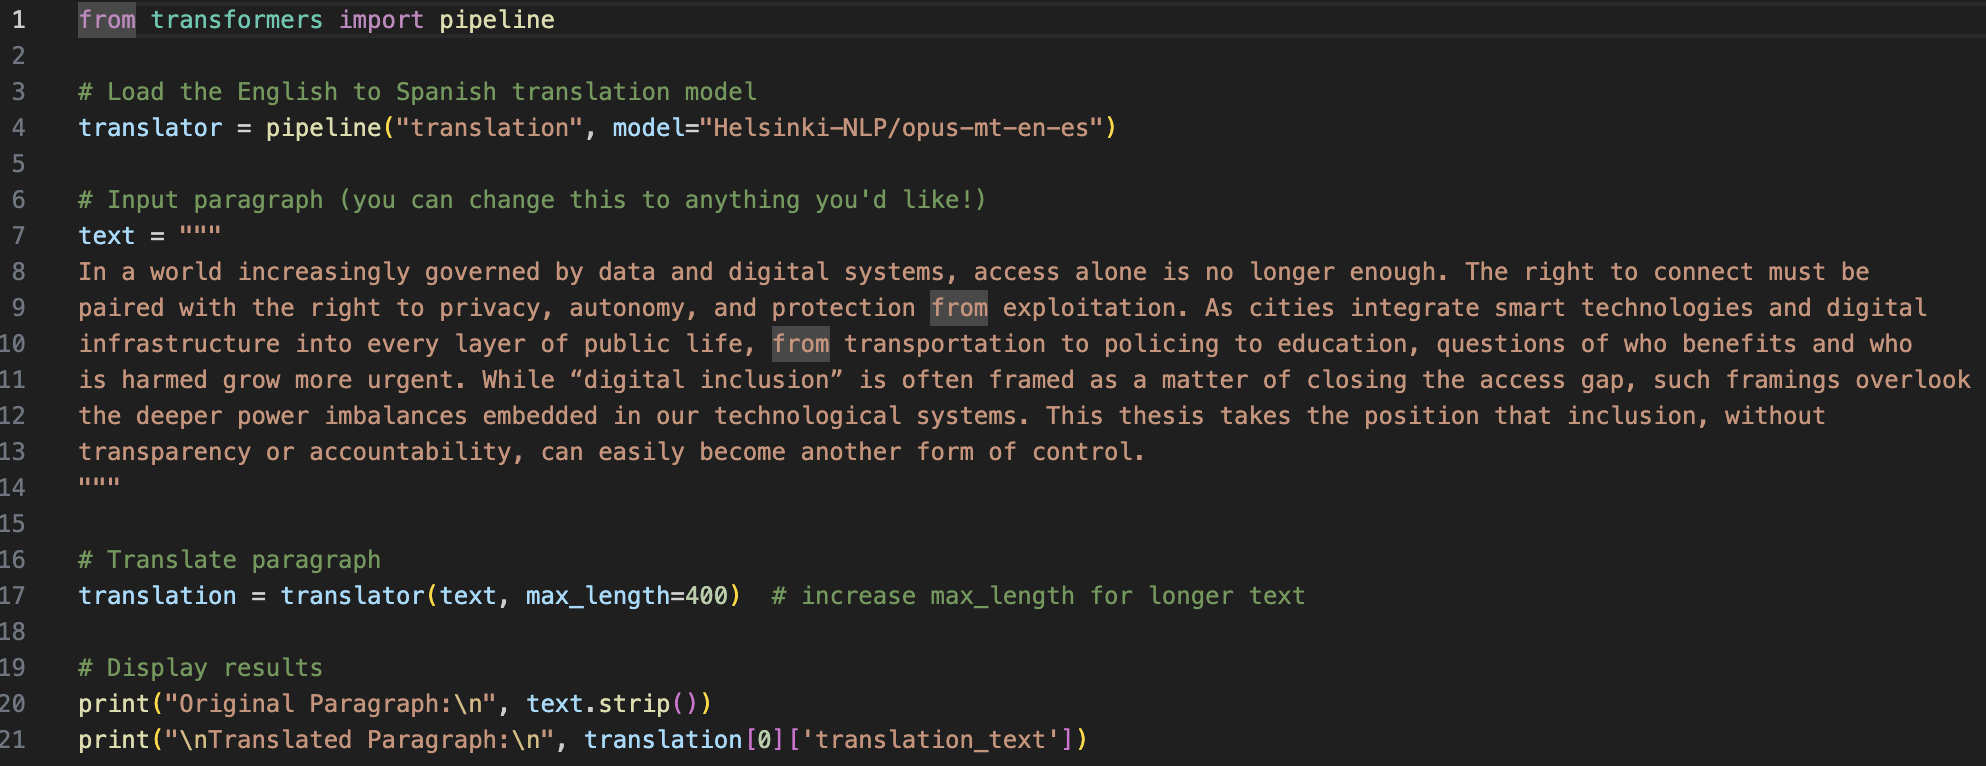 1 from transformers import pipeline
2
3 # Load the English to Spanish translation model
4 translator = pipeline("translation", model="Helsinki-NLP/opus-mt-en-es")
5
6 # Input paragraph (you can change this to anything you'd like!)
7 text = """
8 In a world increasingly governed by data and digital systems, access alone is no longer enough. The right to connect must be
9 paired with the right to privacy, autonomy, and protection from exploitation. As cities integrate smart technologies and digital
10 infrastructure into every layer of public life, from transportation to policing to education, questions of who benefits and who
11 is harmed grow more urgent. While “digital inclusion” is often framed as a matter of closing the access gap, such framings overlook
12 the deeper power imbalances embedded in our technological systems. This thesis takes the position that inclusion, without
13 transparency or accountability, can easily become another form of control.
14 """
15
16 # Translate paragraph
17 translation = translator(text, max_length=400)  # increase max_length for longer text
18
19 # Display results
20 print("Original Paragraph:\n", text.strip())
21 print("\nTranslated Paragraph:\n", translation[0]['translation_text'])